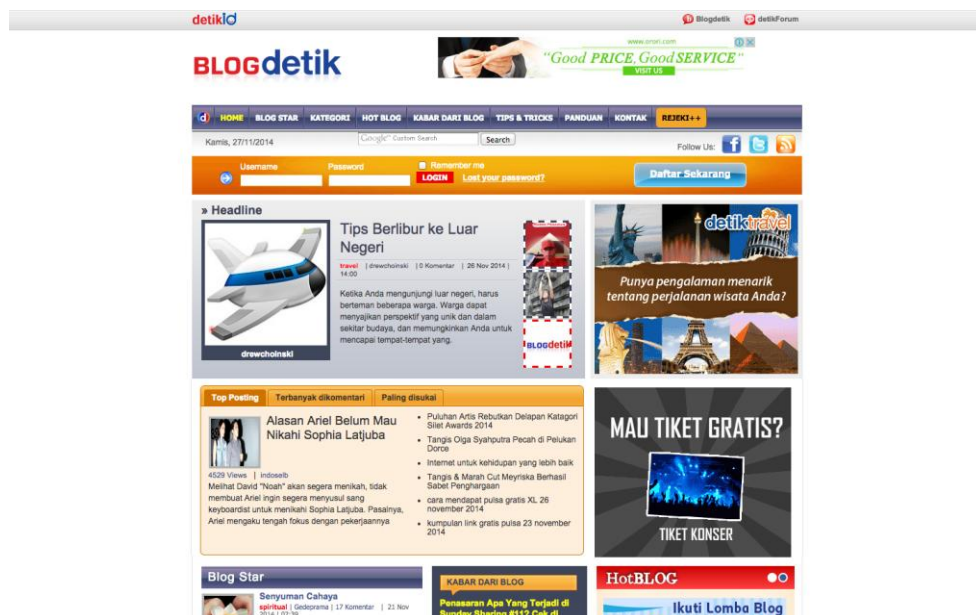 detikid
Blogdetik
detikForum
BLOGdetik
www.orori.com
"Good PRICE, Good SERVICE"
VISIT US
HOME
BLOG STAR
KATEGORI
HOT BLOG
KABAR DARI BLOG
TIPS & TRICKS
PANDUAN
KONTAK
REJEKI++
Kamis, 27/11/2014
Google™ Custom Search
Search
Follow Us:
Username
Password
Remember me
LOGIN
Lost your password?
Daftar Sekarang
» Headline
Tips Berlibur ke Luar
Negeri
travel | drewchoinski | 0 Komentar | 26 Nov 2014 |
14:00
Ketika Anda mengunjungi luar negeri, harus
berteman beberapa warga. Warga dapat
menyajikan perspektif yang unik dan dalam
sekitar budaya, dan memungkinkan Anda untuk
mencapai tempat-tempat yang.
drewchoinski
BLOGdetik
detiktravel
Punya pengalaman menarik
tentang perjalanan wisata Anda?
Top Posting
Terbanyak dikomentari
Paling disukai
Alasan Ariel Belum Mau
Nikahi Sophia Latjuba
4529 Views | indoselb
Melihat David "Noah" akan segera menikah, tidak
membuat Ariel ingin segera menyusul sang
keyboardist untuk menikahi Sophia Latjuba. Pasalnya,
Ariel mengaku tengah fokus dengan pekerjaannya
Puluhan Artis Rebutkan Delapan Katagori
Silet Awards 2014
Tangis Olga Syahputra Pecah di Pelukan
Dorce
Internet untuk kehidupan yang lebih baik
Tangis & Marah Cut Meyriska Berhasil
Sabet Penghargaan
cara mendapat pulsa gratis XL 26
november 2014
kumpulan link gratis pulsa 23 november
2014
MAU TIKET GRATIS?
TIKET KONSER
Blog Star
Senyuman Cahaya
spiritual | Gedeprama | 17 Komentar | 21 Nov
2014 | 02:39
KABAR DARI BLOG
Penasaran Apa Yang Terjadi di
Sunday Sharing #112 Cek di
HotBLOG
Ikuti Lomba Blog